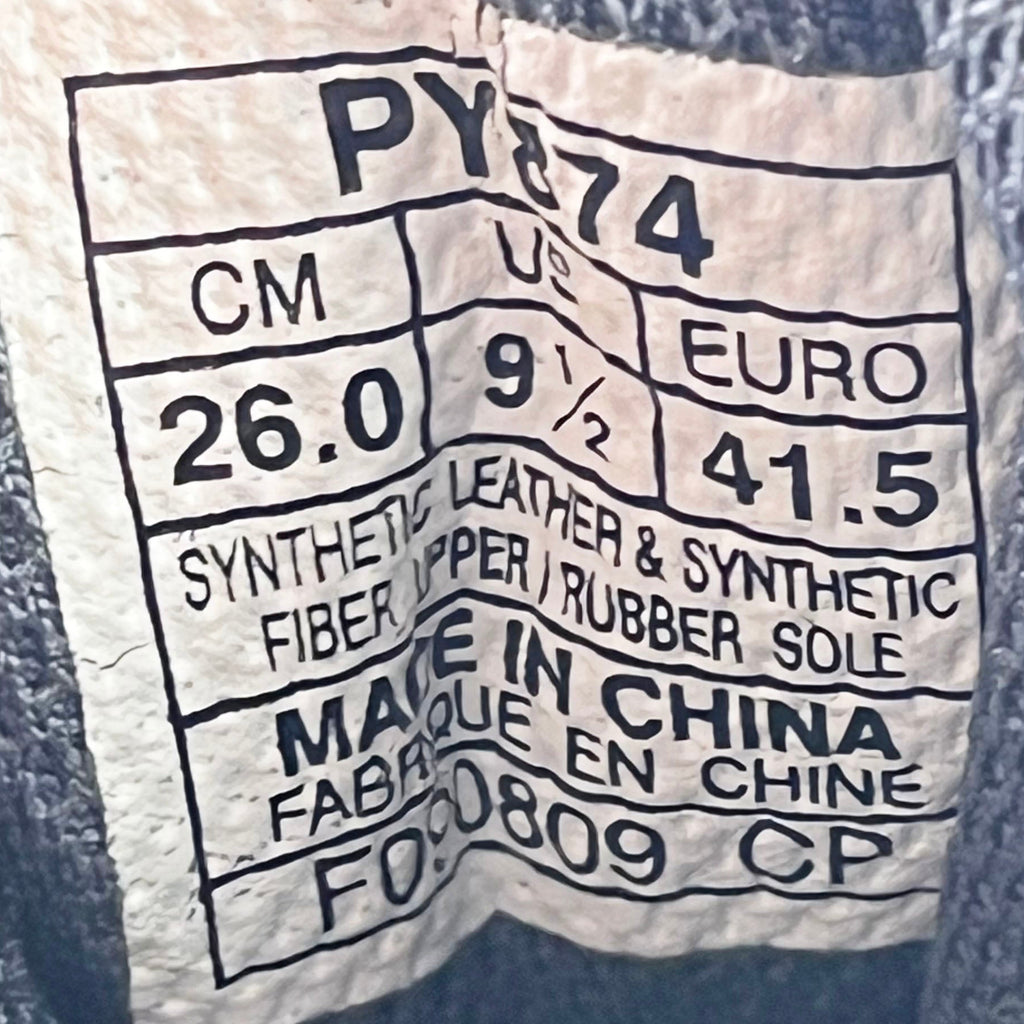 PY874
CM US EURO
26.0 9 1/2 41.5
SYNTHETIC LEATHER & SYNTHETIC
FIBER UPPER / RUBBER SOLE
MADE IN CHINA
FABRIQUE EN CHINE
CP